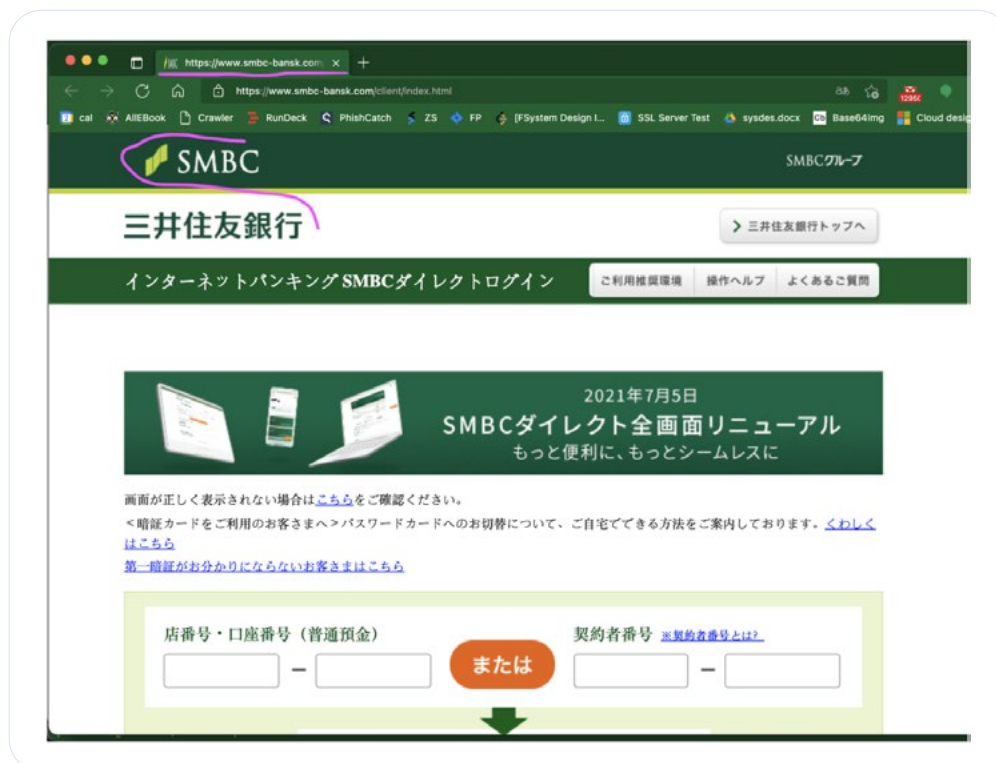 https://www.smbc-bansk.com
https://www.smbc-bansk.com/client/index.html
cal AllEBook Crawler RunDeck PhishCatch ZS FP (FSystem Design I... SSL Server Test sysdes.docx Base64Img Cloud desig
SMBC
SMBCグループ
三井住友銀行
三井住友銀行トップへ
インターネットバンキング SMBCダイレクトログイン
ご利用推奨環境 操作ヘルプ よくあるご質問
2021年7月5日
SMBCダイレクト全画面リニューアル
もっと便利に、もっとシームレスに
画面が正しく表示されない場合はこちらをご確認ください。
<暗証カードをご利用のお客さまへ>パスワードカードへのお切替について、ご自宅でできる方法をご案内しております。くわしく
はこちら
第一暗証がお分かりにならないお客さまはこちら
店番号・口座番号(普通預金)
契約者番号 ※契約者番号とは?
または